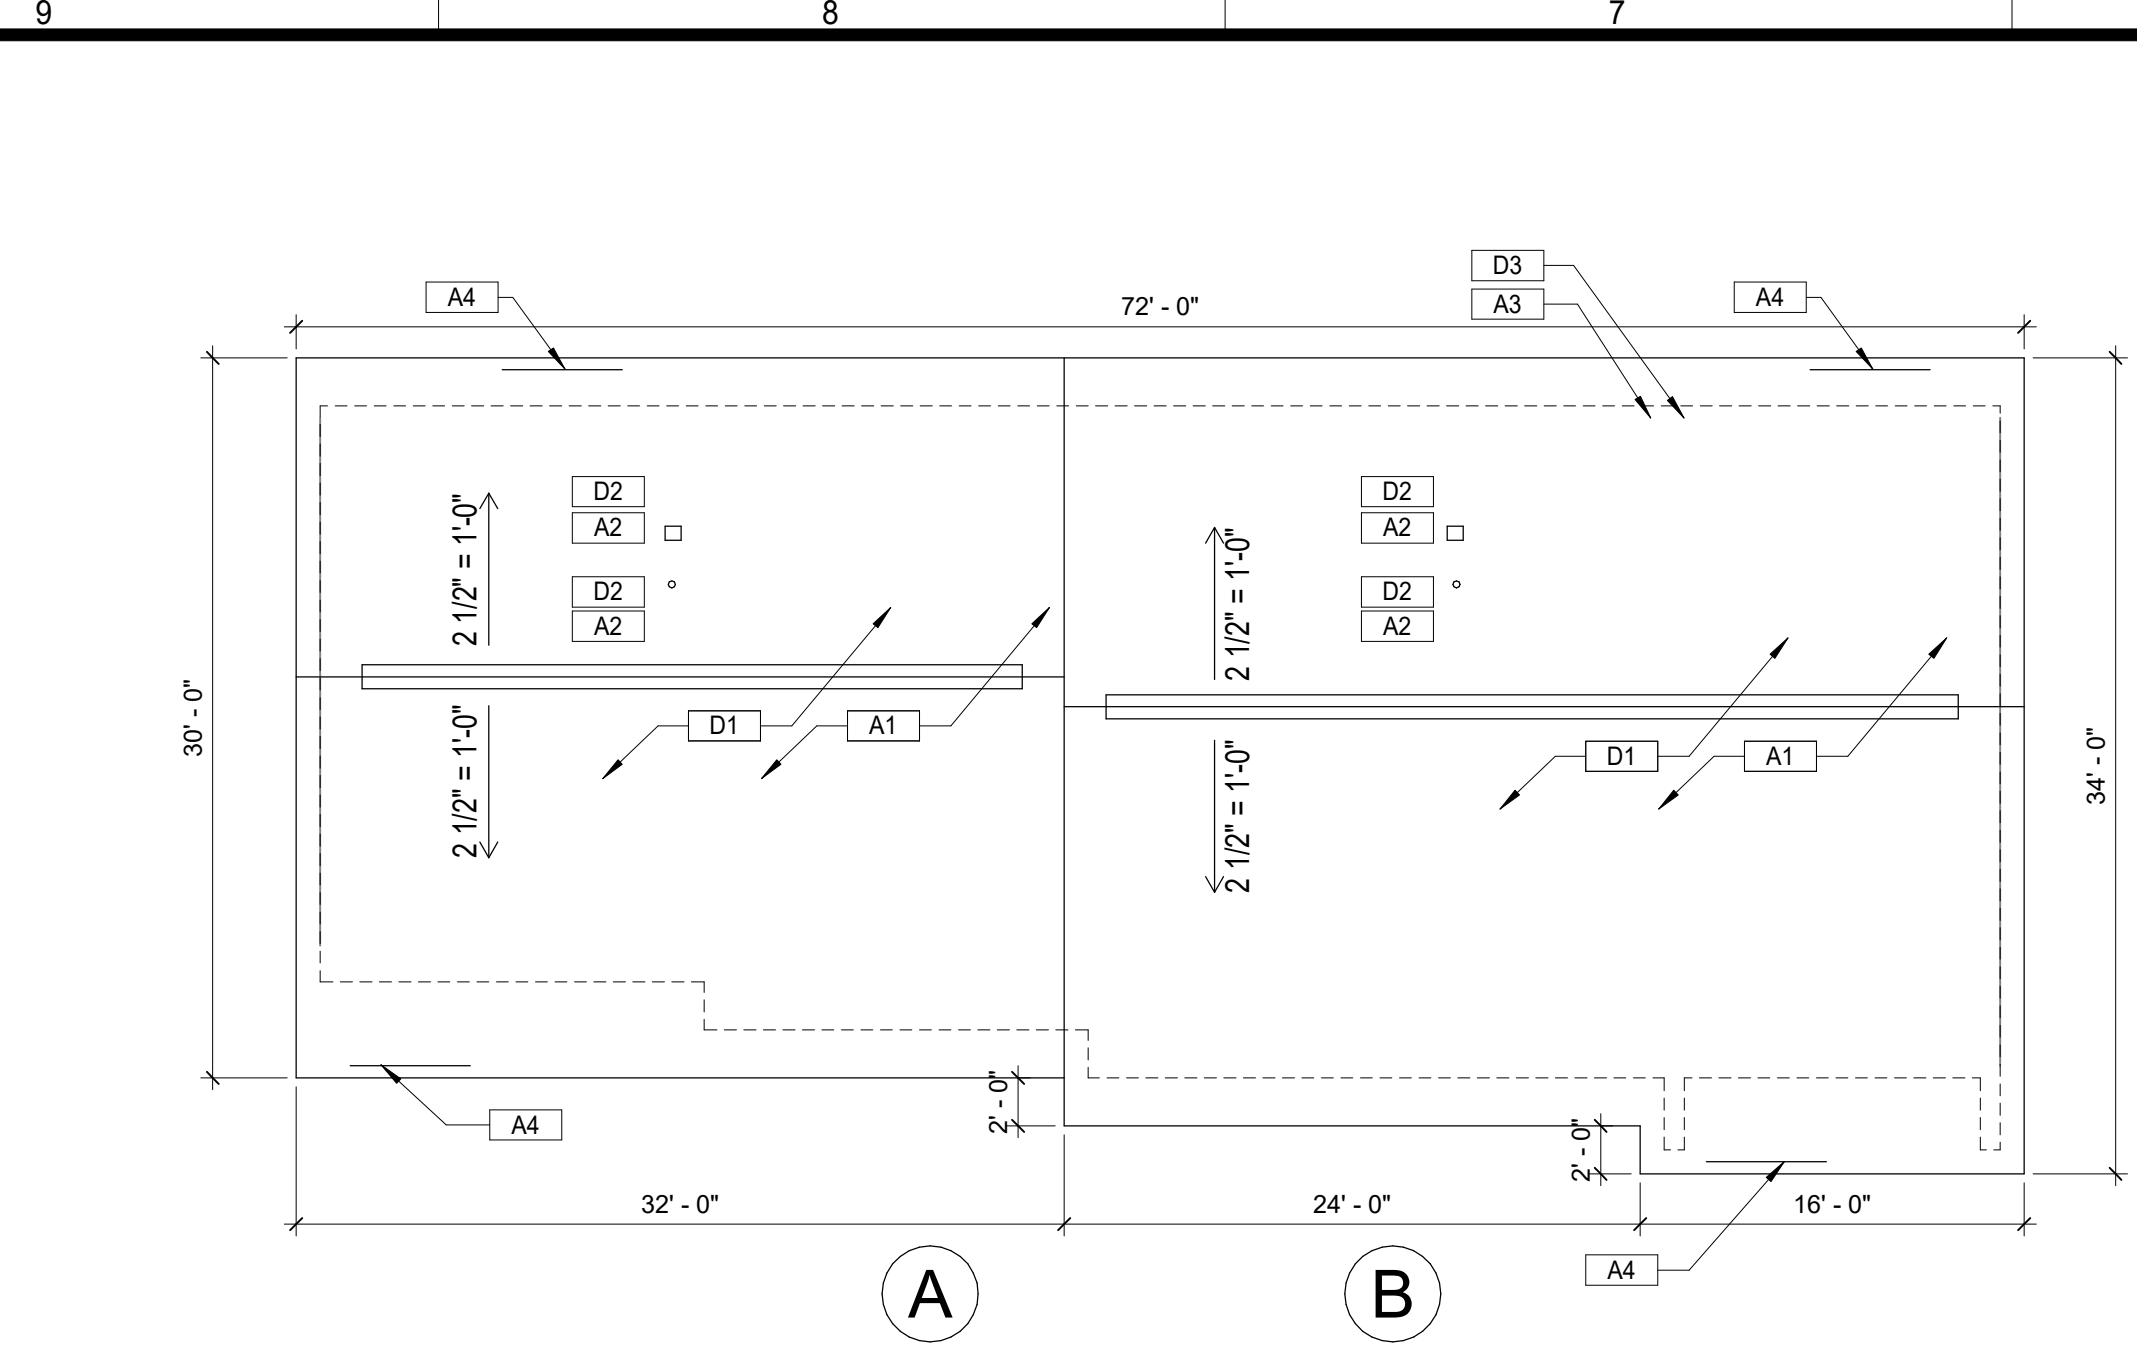 9 8 7
D3
A4 72' - 0" A3 A4
D2 D2
A2 A2
2 1/2" = 1'-0" 2 1/2" = 1'-0"
D2 D2
A2 A2
30' - 0" D1 A1
2 1/2" = 1'-0" 2 1/2" = 1'-0"
D1 A1 34' - 0"
2' - 0"
A4 2' - 0"
32' - 0" 24' - 0" 16' - 0"
A B A4